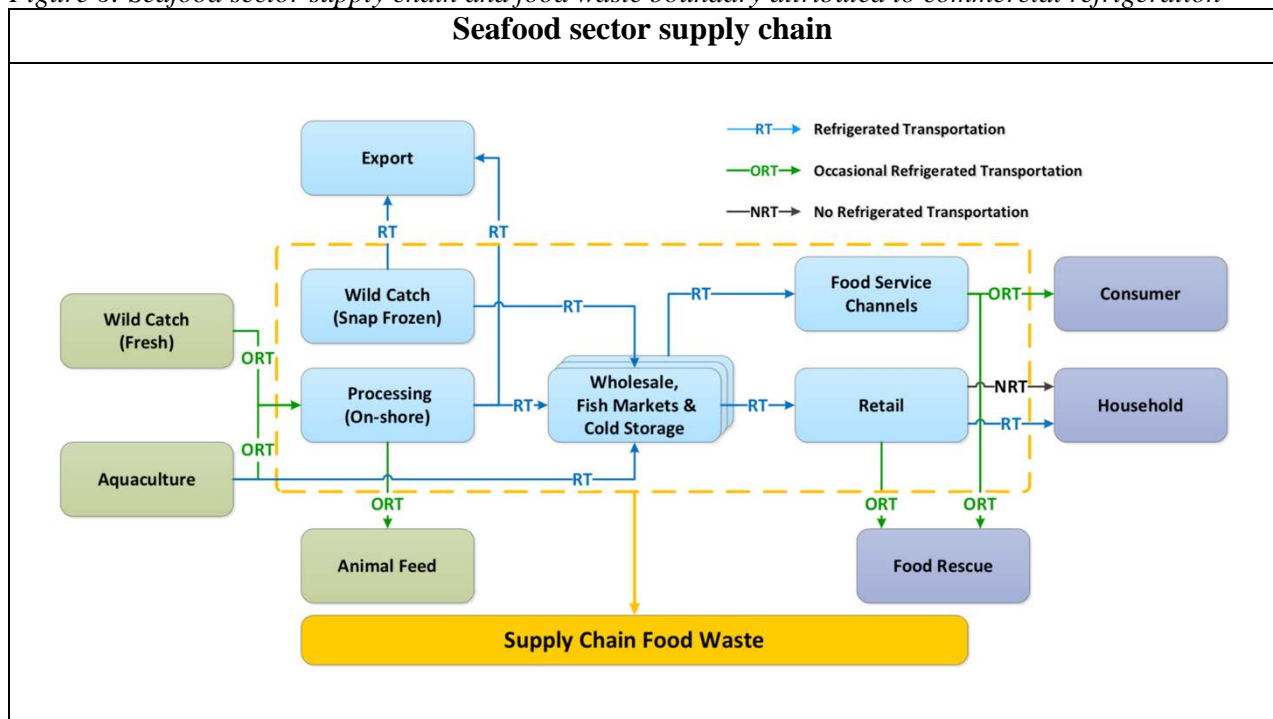 Figure 3: Seafood sector supply chain and food waste boundary attributed to commercial refrigeration
Seafood sector supply chain
Export
RT
Refrigerated Transportation
ORT
Occasional Refrigerated Transportation
NRT
No Refrigerated Transportation
RT
RT
Wild Catch
(Fresh)
Wild Catch
(Snap Frozen)
RT
RT
Food Service
Channels
ORT
Consumer
ORT
Processing
(On-shore)
RT
Wholesale,
Fish Markets &
Cold Storage
RT
Retail
NRT
RT
Household
ORT
Aquaculture
RT
ORT
ORT
ORT
Animal Feed
Food Rescue
Supply Chain Food Waste